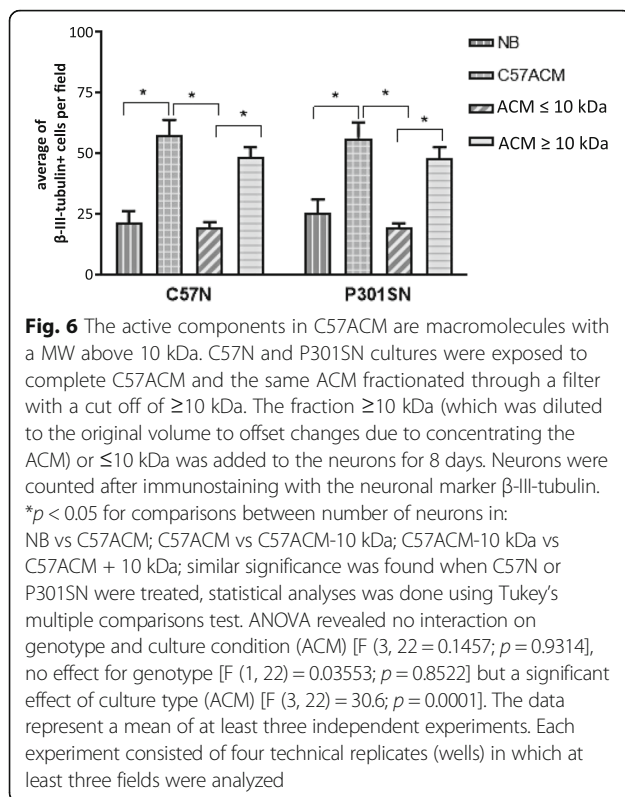 100
75
50
25
0
average of
β-III-tubulin+ cells per field
* * *
* * *
C57N P301SN
NB
C57ACM
ACM ≤ 10 kDa
ACM ≥ 10 kDa
Fig. 6 The active components in C57ACM are macromolecules with
a MW above 10 kDa. C57N and P301SN cultures were exposed to
complete C57ACM and the same ACM fractionated through a filter
with a cut off of ≥10 kDa. The fraction ≥10 kDa (which was diluted
to the original volume to offset changes due to concentrating the
ACM) or ≤10 kDa was added to the neurons for 8 days. Neurons were
counted after immunostaining with the neuronal marker β-III-tubulin.
*p < 0.05 for comparisons between number of neurons in:
NB vs C57ACM; C57ACM vs C57ACM-10 kDa; C57ACM-10 kDa vs
C57ACM + 10 kDa; similar significance was found when C57N or
P301SN were treated, statistical analyses was done using Tukey's
multiple comparisons test. ANOVA revealed no interaction on
genotype and culture condition (ACM) [F (3, 22 = 0.1457; p = 0.9314],
no effect for genotype [F (1, 22) = 0.03553; p = 0.8522] but a significant
effect of culture type (ACM) [F (3, 22) = 30.6; p = 0.0001]. The data
represent a mean of at least three independent experiments. Each
experiment consisted of four technical replicates (wells) in which at
least three fields were analyzed